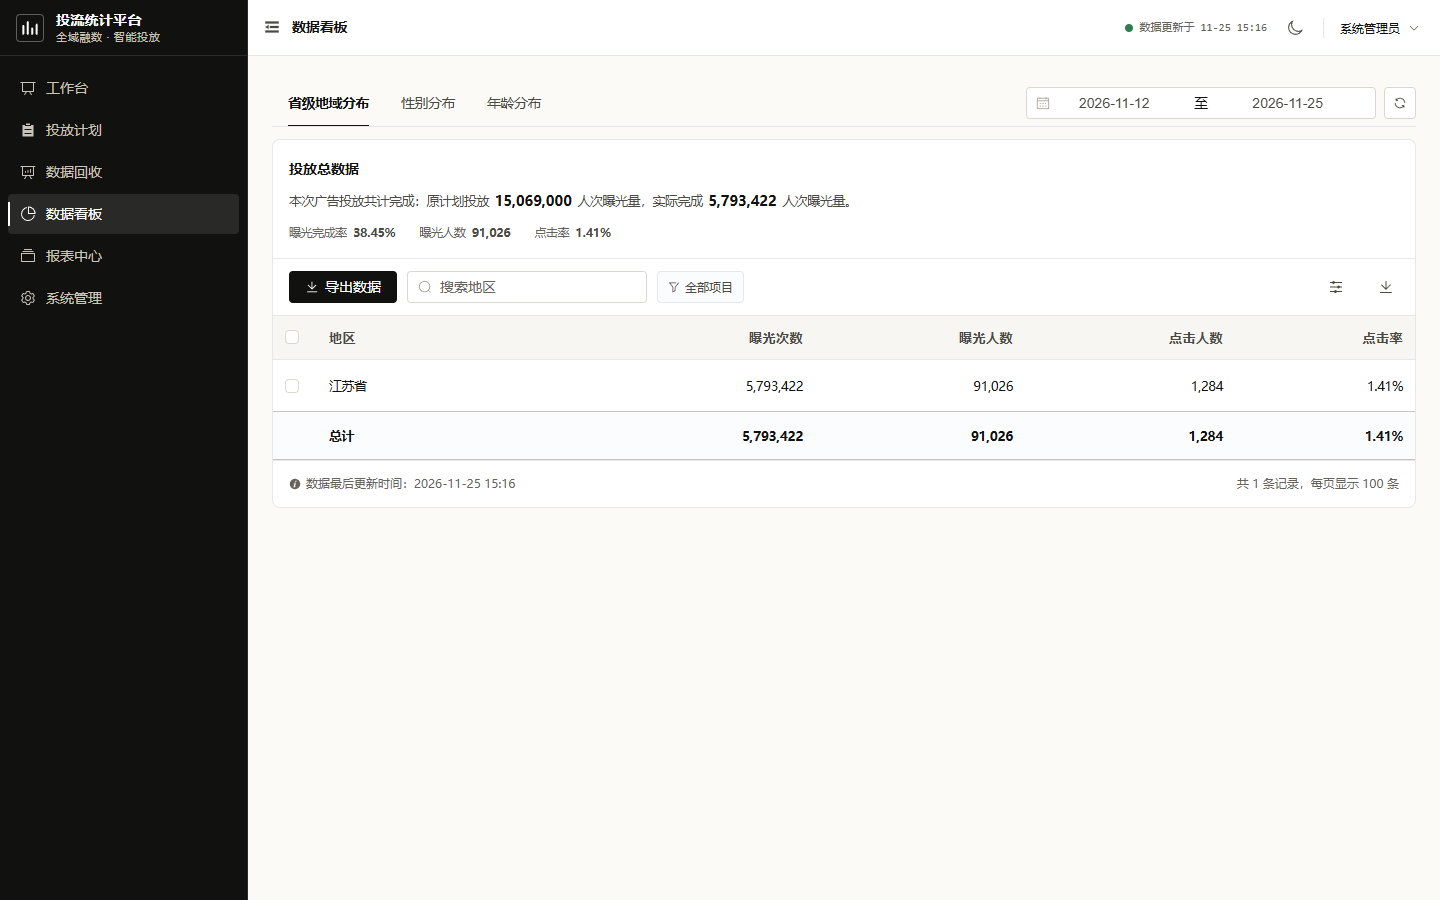 投流统计平台
全域融数 · 智能投放
工作台
投放计划
数据回收
数据看板
报表中心
系统管理
数据看板
数据更新于 11-25 15:16
系统管理员
省级地域分布 性别分布 年龄分布
2026-11-12 至 2026-11-25
投放总数据
本次广告投放共计完成：原计划投放 15,069,000 人次曝光量，实际完成 5,793,422 人次曝光量。
曝光完成率 38.45% 曝光人数 91,026 点击率 1.41%
导出数据 搜索地区 全部项目
地区 曝光次数 曝光人数 点击人数 点击率
江苏省 5,793,422 91,026 1,284 1.41%
总计 5,793,422 91,026 1,284 1.41%
数据最后更新时间：2026-11-25 15:16
共 1 条记录，每页显示 100 条